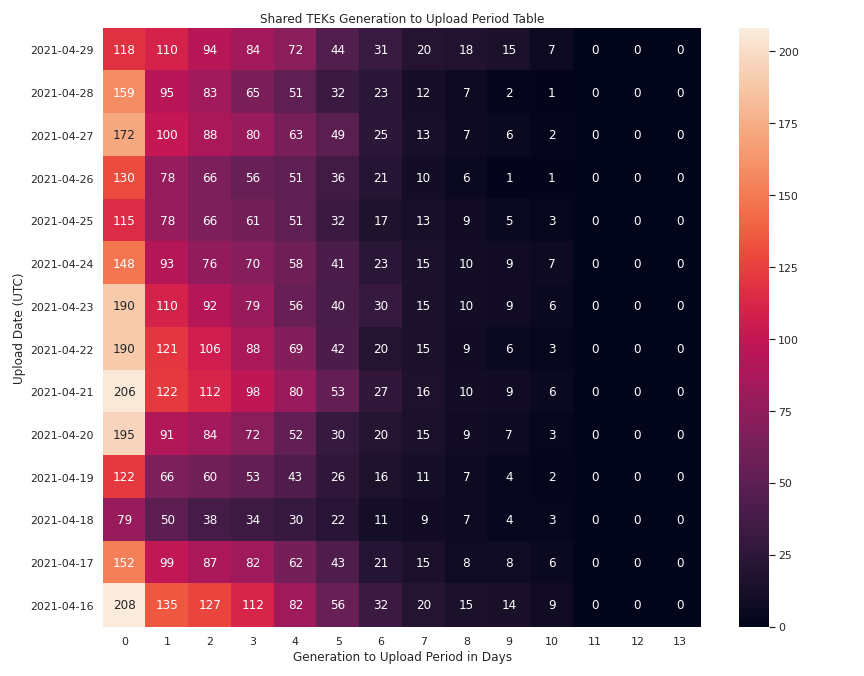 Shared TEKs Generation to Upload Period Table
2021-04-29 118 110 94 84 72 44 31 20 18 15 7 0 0 0
2021-04-28 159 95 83 65 51 32 23 12 7 2 1 0 0 0
2021-04-27 172 100 88 80 63 49 25 13 7 6 2 0 0 0
2021-04-26 130 78 66 56 51 36 21 10 6 1 1 0 0 0
2021-04-25 115 78 66 61 51 32 17 13 9 5 3 0 0 0
2021-04-24 148 93 76 70 58 41 23 15 10 9 7 0 0 0
2021-04-23 190 110 92 79 56 40 30 15 10 9 6 0 0 0
2021-04-22 190 121 106 88 69 42 20 15 9 6 3 0 0 0
2021-04-21 206 122 112 98 80 53 27 16 10 9 6 0 0 0
2021-04-20 195 91 84 72 52 30 20 15 9 7 3 0 0 0
2021-04-19 122 66 60 53 43 26 16 11 7 4 2 0 0 0
2021-04-18 79 50 38 34 30 22 11 9 7 4 3 0 0 0
2021-04-17 152 99 87 82 62 43 21 15 8 8 6 0 0 0
2021-04-16 208 135 127 112 82 56 32 20 15 14 9 0 0 0
0 1 2 3 4 5 6 7 8 9 10 11 12 13
Generation to Upload Period in Days
Upload Date (UTC)
200
175
150
125
100
75
50
25
0